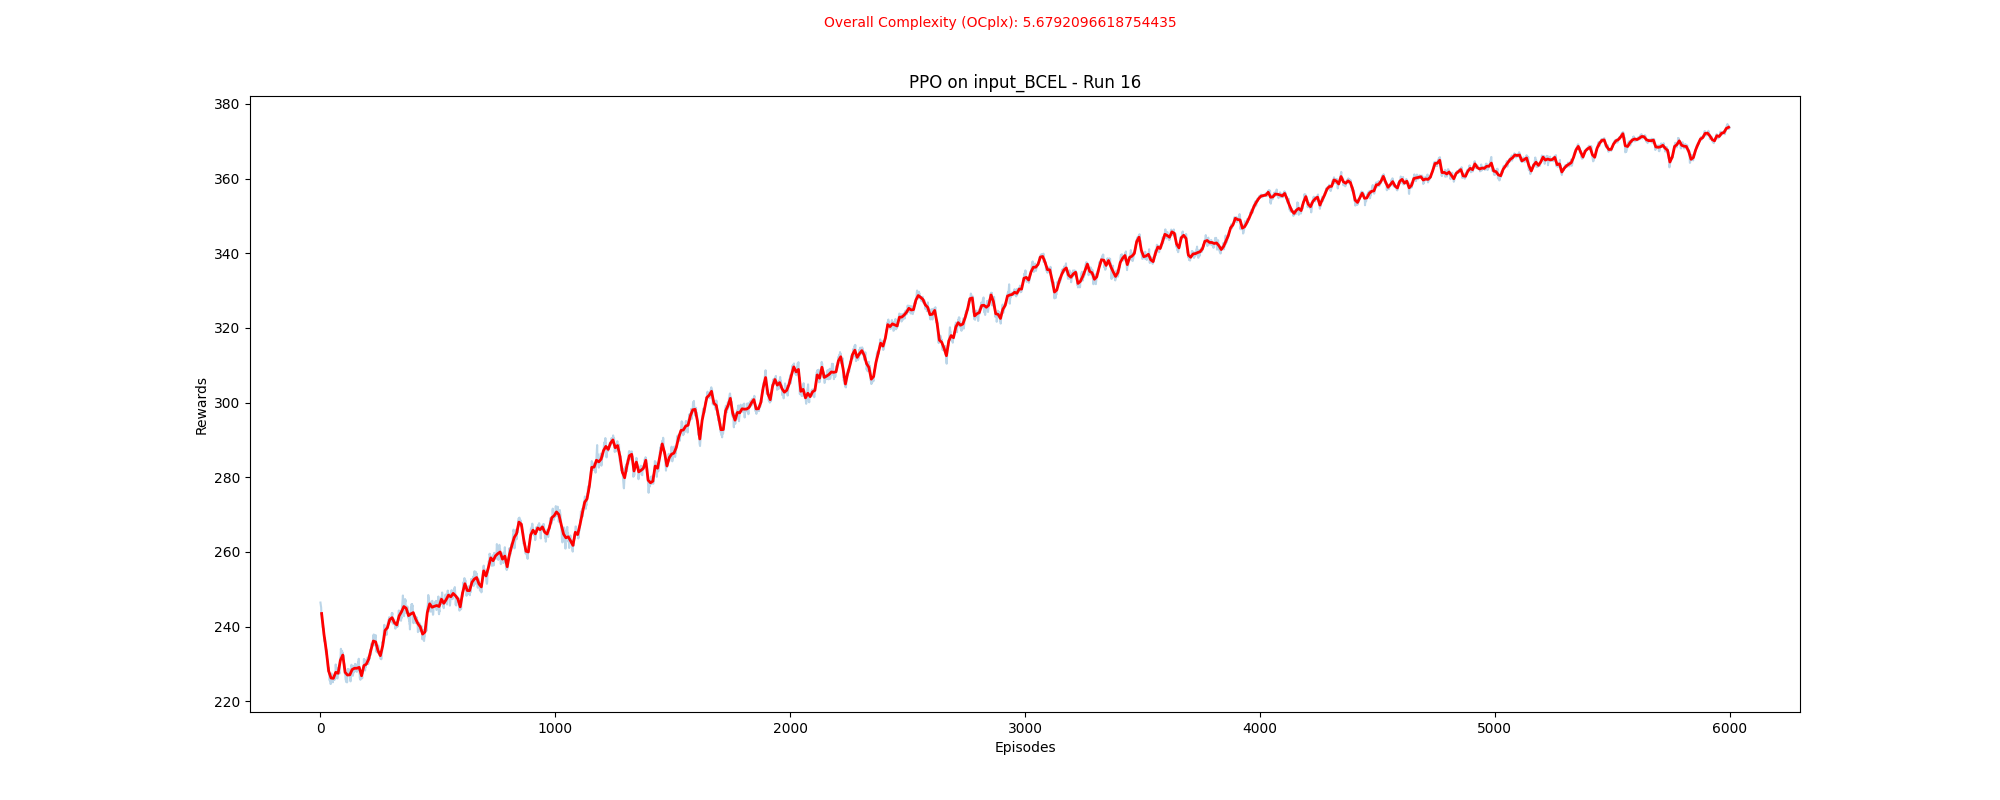 Overall Complexity (OCplx): 5.6792096618754435
PPO on input_BCEL - Run 16
380
360
340
320
300
280
260
240
220
Rewards
0 1000 2000 3000 4000 5000 6000
Episodes